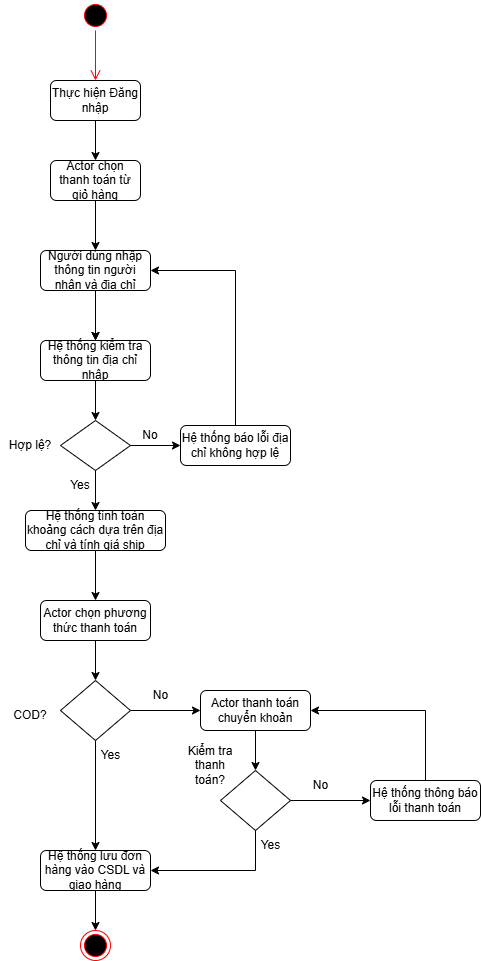 Thực hiện Đăng
nhập
Actor chọn
thanh toán từ
giỏ hàng
Người dùng nhập
thông tin người
nhận và địa chỉ
Hệ thống kiểm tra
thông tin địa chỉ
nhập
Hợp lệ?
No
Hệ thống báo lỗi địa
chỉ không hợp lệ
Yes
Hệ thống tính toán
khoảng cách dựa trên địa
chỉ và tính giá ship
Actor chọn phương
thức thanh toán
COD?
No
Actor thanh toán
chuyển khoản
Yes
Kiểm tra
thanh
toán?
No
Hệ thống thông báo
lỗi thanh toán
Yes
Hệ thống lưu đơn
hàng vào CSDL và
giao hàng